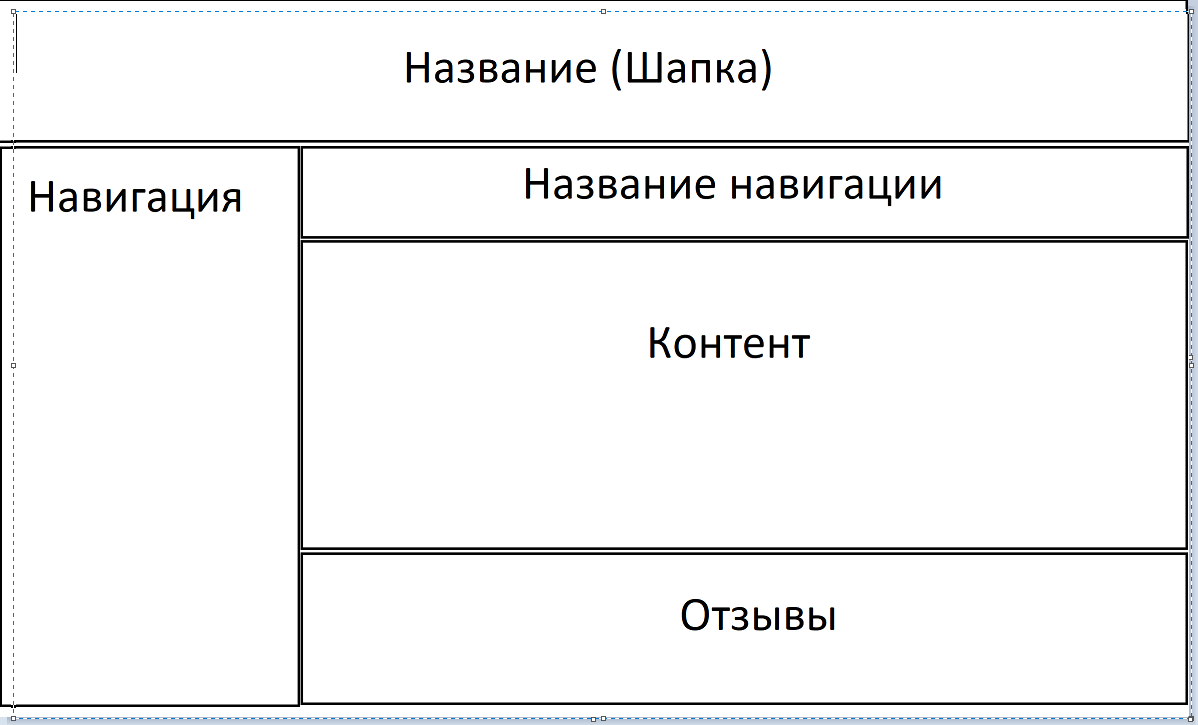 Название (Шапка)
Навигация
Название навигации
Контент
Отзывы